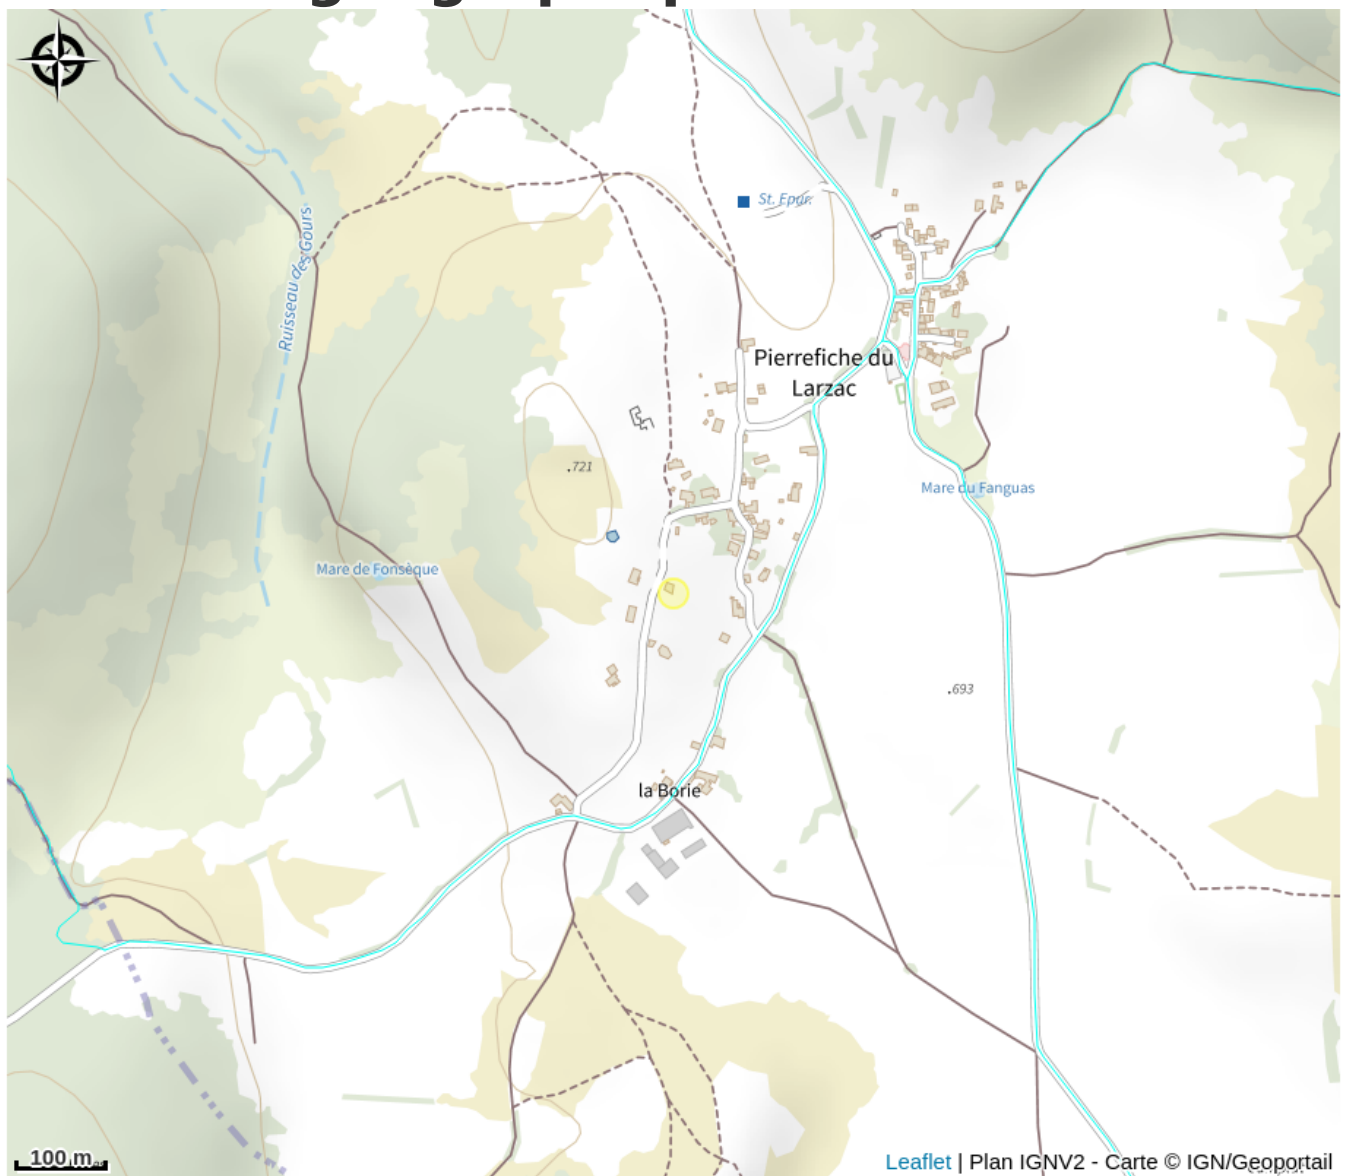 St. Epur.
Ruisseau des Gours
Pierrefiche du
Larzac
.721
Mare du Fanguas
Mare de Fonsèque
.693
la Borie
100 m
Leaflet | Plan IGNV2 - Carte © IGN/Geoportail